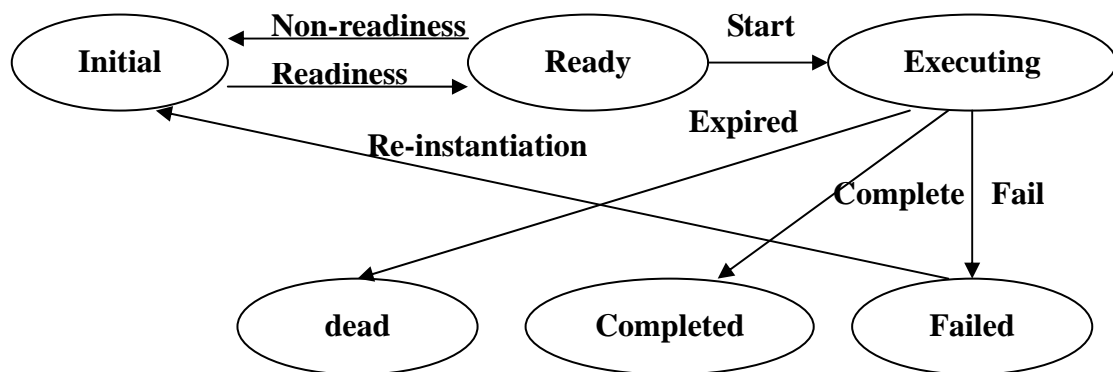 Non-readiness
Start
Initial
Ready
Executing
Readiness
Expired
Re-instantiation
Complete
Fail
dead
Completed
Failed